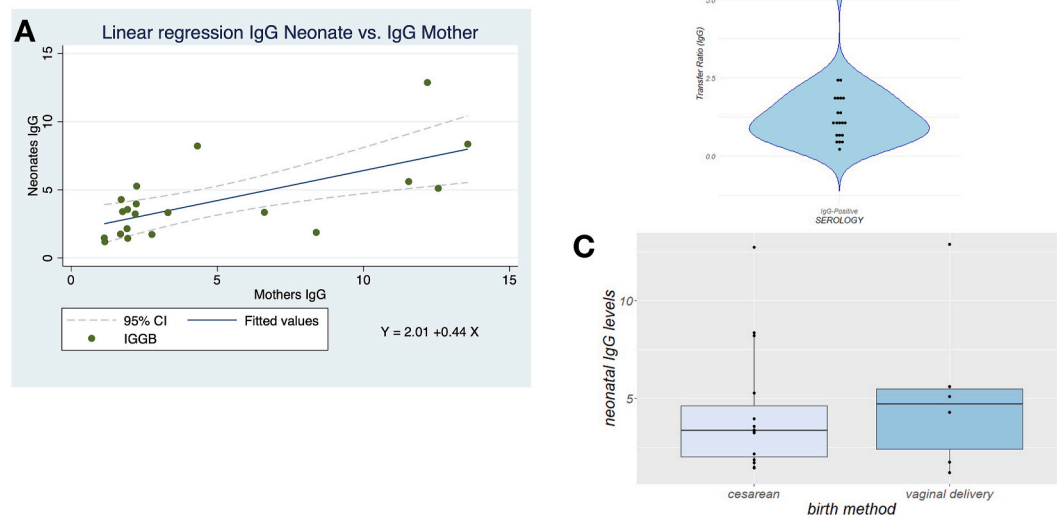 A
Linear regression IgG Neonate vs. IgG Mother
Neonates IgG
15
10
5
0
0
5
10
15
Mothers IgG
95% CI
Fitted values
IGGB
Y = 2.01 +0.44 X
Transfer Ratio (IgG)
5.0
2.5
0.0
IgG-Positive
SEROLOGY
C
neonatal IgG levels
10
5
cesarean
vaginal delivery
birth method